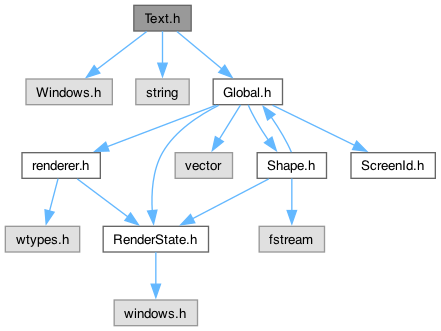 Text.h
Windows.h
string
Global.h
renderer.h
vector
Shape.h
ScreenId.h
wtypes.h
RenderState.h
fstream
windows.h